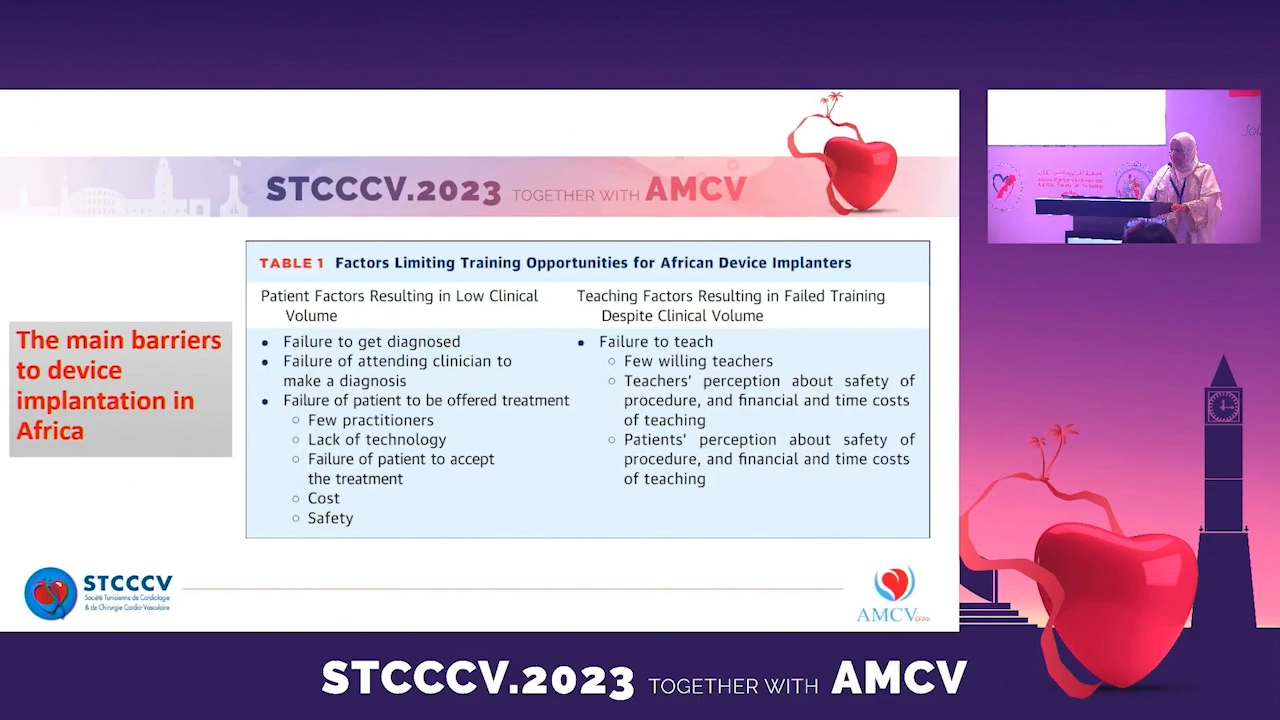 STCCCV.2023 TOGETHER WITH AMCV
TABLE 1 Factors Limiting Training Opportunities for African Device Implanters
Patient Factors Resulting in Low Clinical
Volume
Teaching Factors Resulting in Failed Training
Despite Clinical Volume
The main barriers
to device
implantation in
Africa
• Failure to get diagnosed
• Failure of attending clinician to
make a diagnosis
• Failure of patient to be offered treatment
○ Few practitioners
○ Lack of technology
○ Failure of patient to accept
the treatment
○ Cost
○ Safety
• Failure to teach
○ Few willing teachers
○ Teachers' perception about safety of
procedure, and financial and time costs
of teaching
○ Patients' perception about safety of
procedure, and financial and time costs
of teaching
STCCCV
Société Tunisienne de Cardiologie
& de Chirurgie Cardio-Vasculaire
AMCV
STCCCV.2023 TOGETHER WITH AMCV